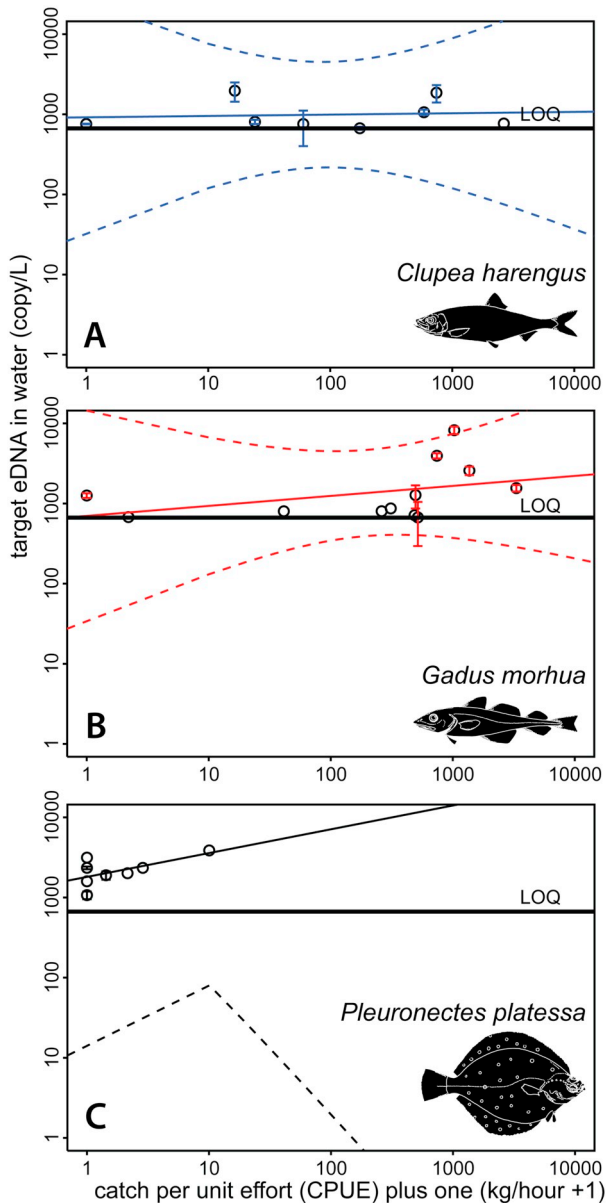 target eDNA in water (copy/L)
10000
1000
100
10
1
LOQ
Clupea harengus
A
1 10 100 1000 10000
10000
1000
100
10
1
LOQ
Gadus morhua
B
1 10 100 1000 10000
10000
1000
100
10
1
LOQ
Pleuronectes platessa
C
1 10 100 1000 10000
catch per unit effort (CPUE) plus one (kg/hour +1)